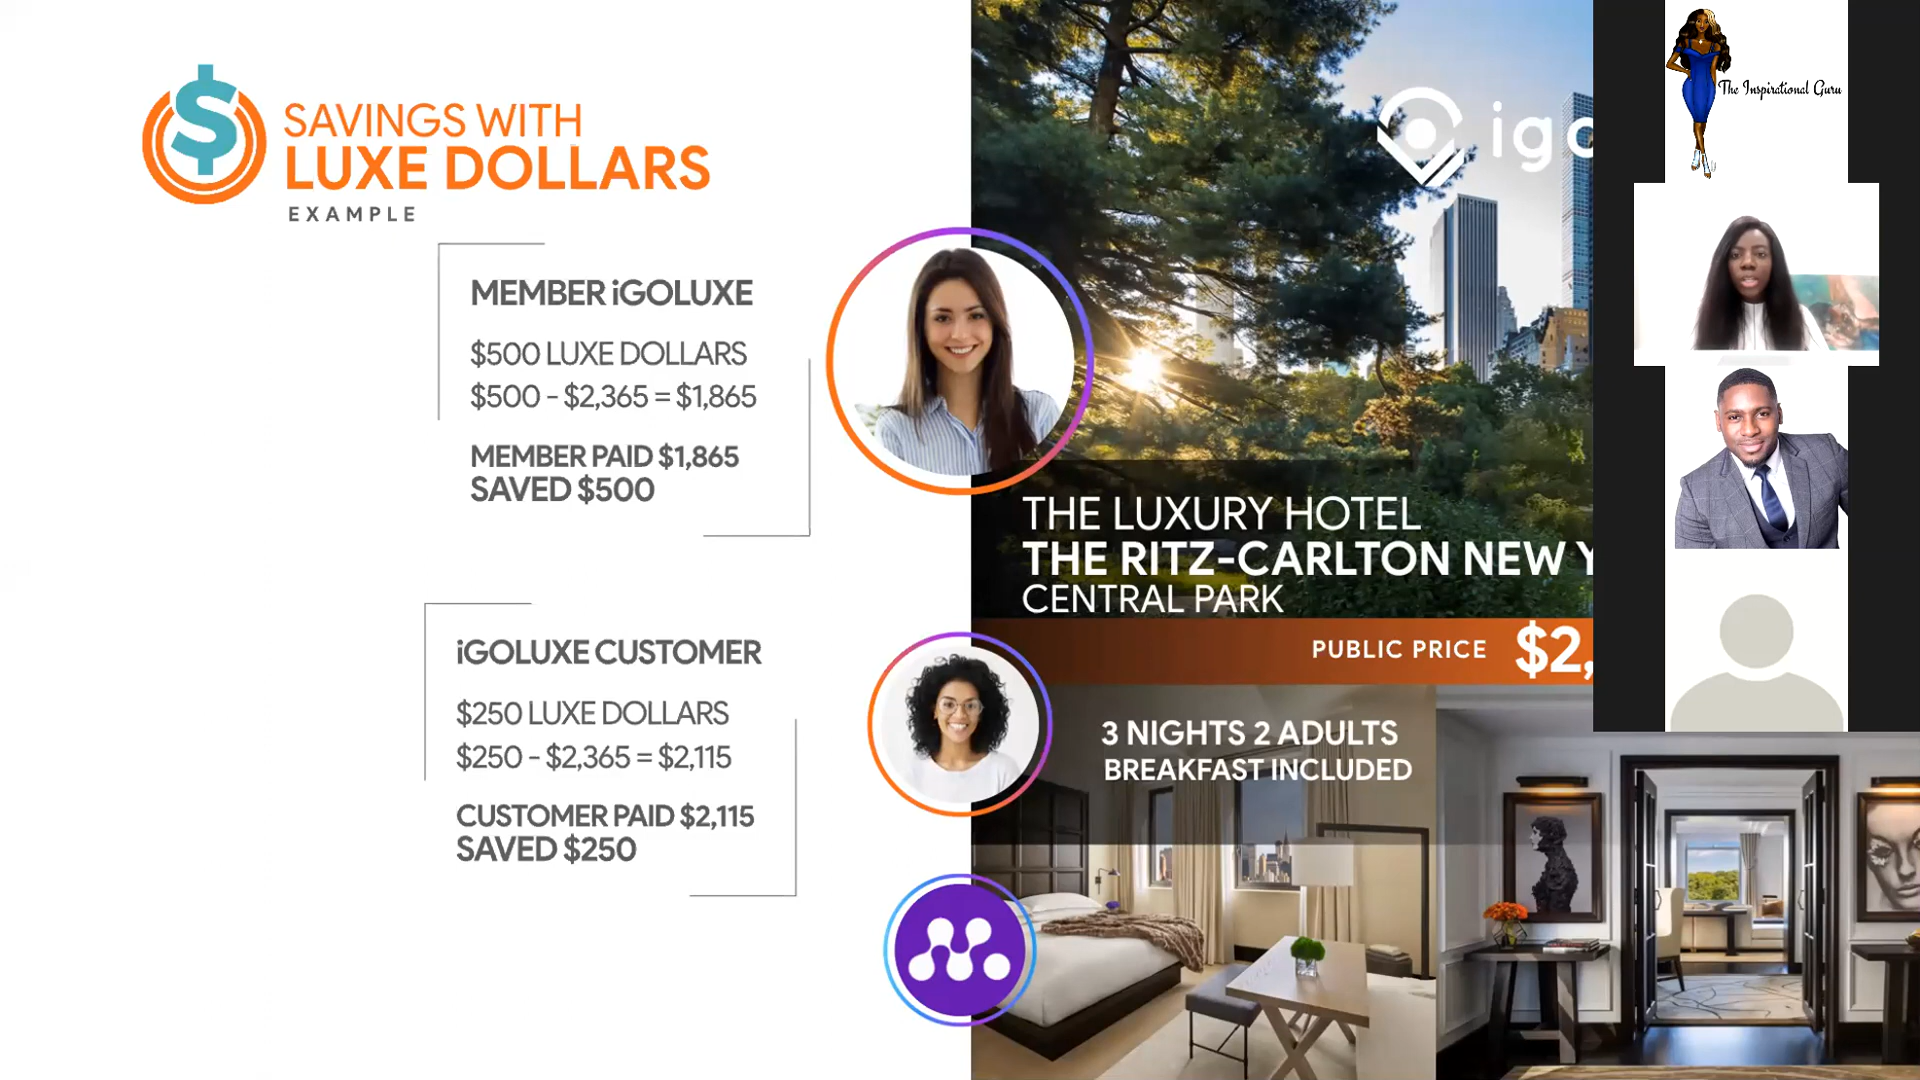 SAVINGS WITH
LUXE DOLLARS
EXAMPLE
MEMBER iGOLUXE
$500 LUXE DOLLARS
$500 - $2,365 = $1,865
MEMBER PAID $1,865
SAVED $500
iGOLUXE CUSTOMER
$250 LUXE DOLLARS
$250 - $2,365 = $2,115
CUSTOMER PAID $2,115
SAVED $250
THE LUXURY HOTEL
THE RITZ-CARLTON NEW
CENTRAL PARK
PUBLIC PRICE $2,
3 NIGHTS 2 ADULTS
BREAKFAST INCLUDED
The Inspirational Guru